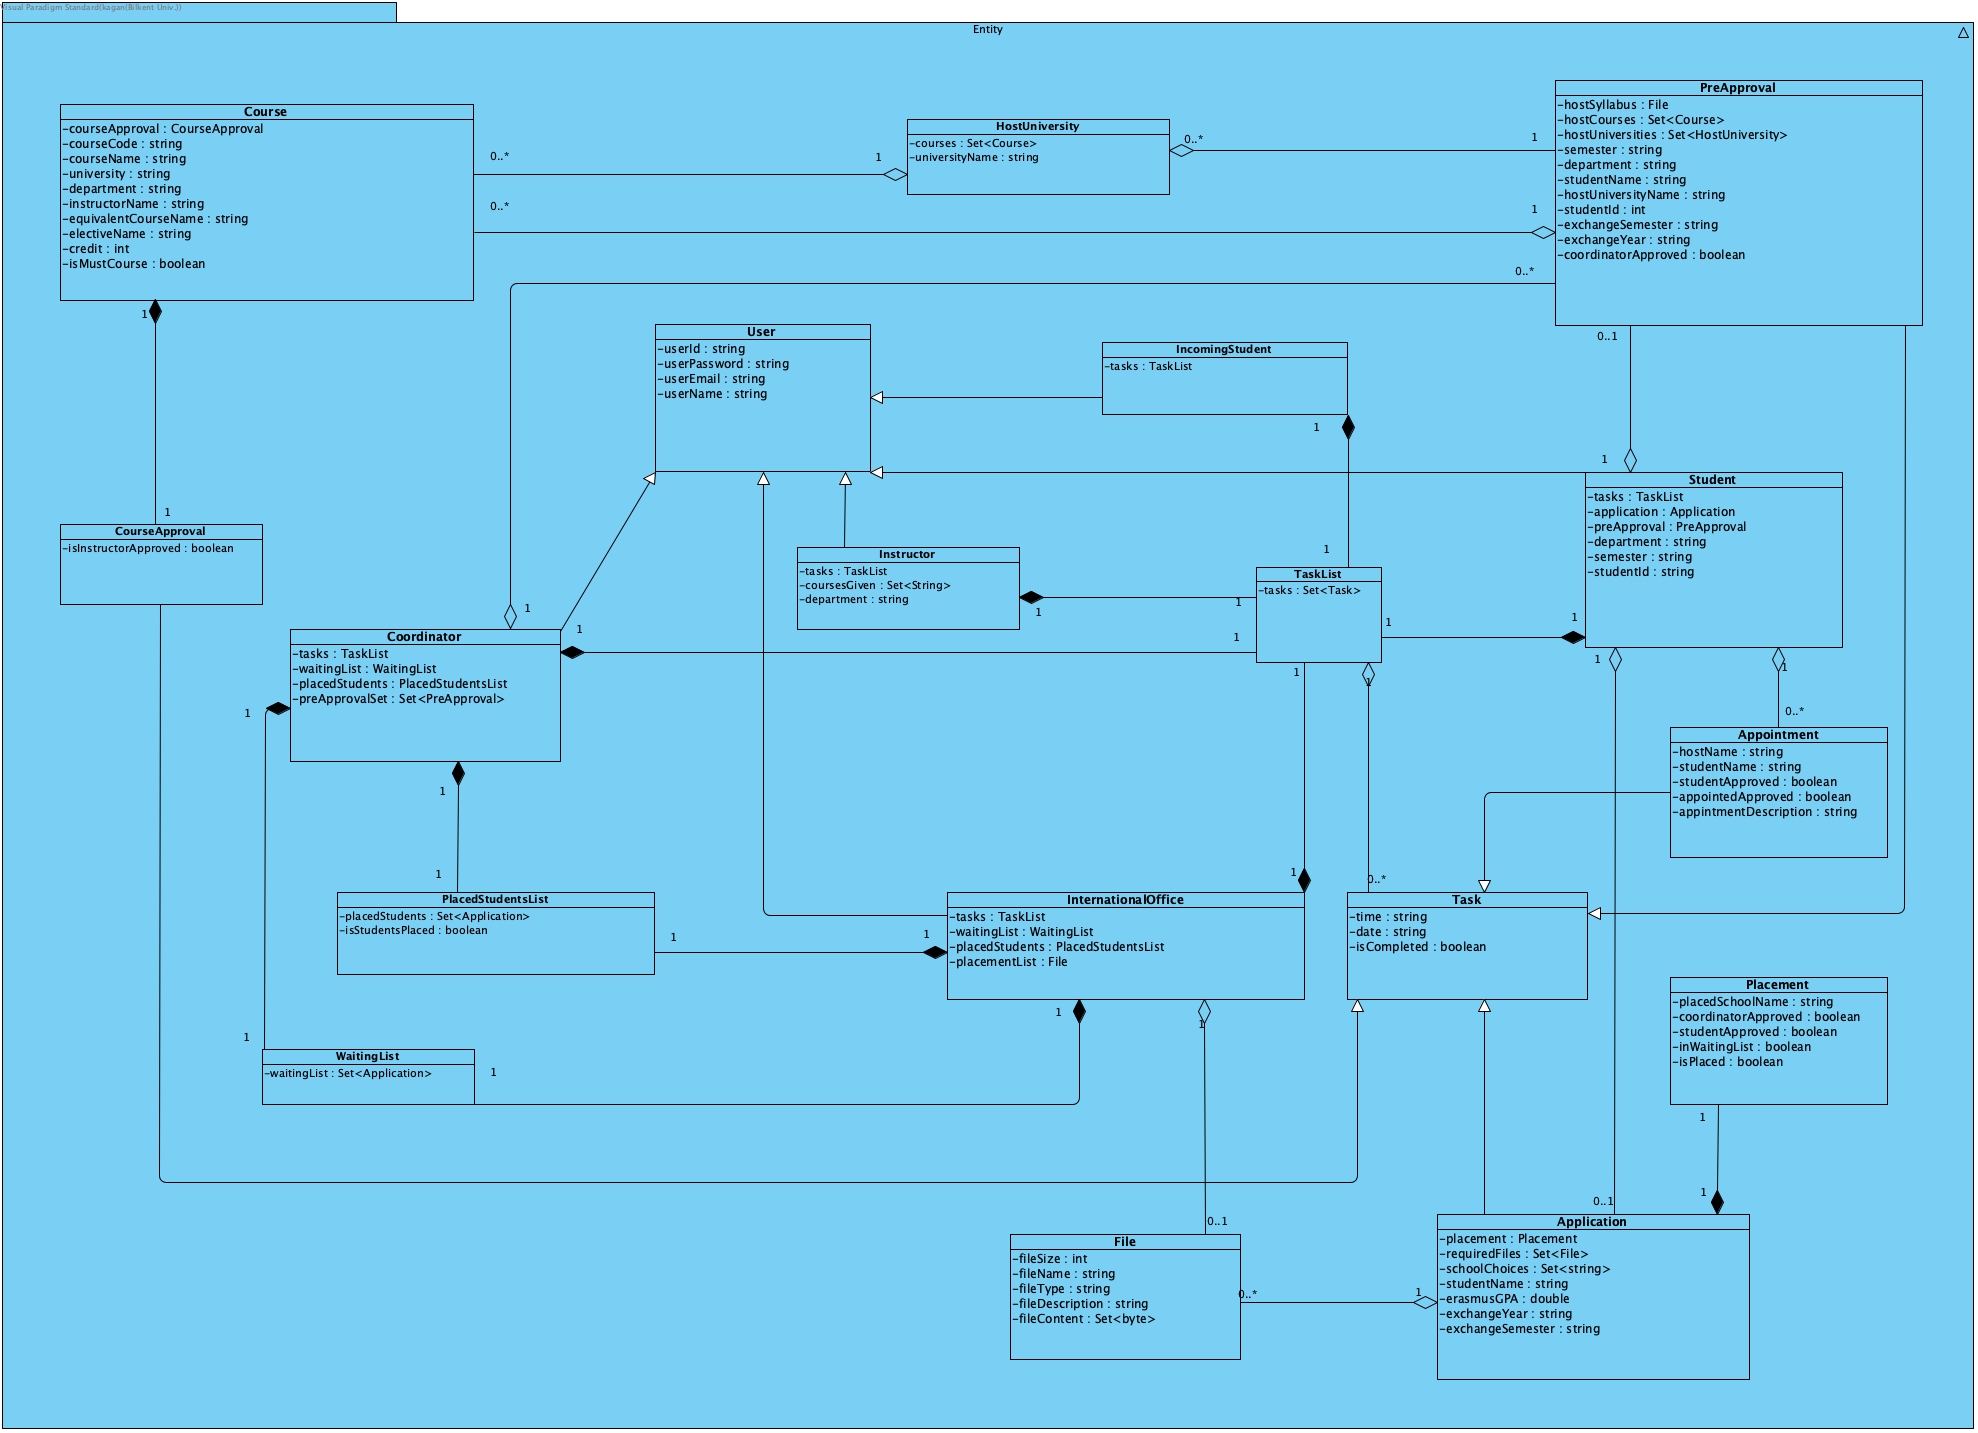 Visual Paradigm Standard(kagan(Bilkent Univ.))
Entity
Course
-courseApproval : CourseApproval
-courseCode : string
-courseName : string
-university : string
-department : string
-instructorName : string
-equivalentCourseName : string
-electiveName : string
-credit : int
-isMustCourse : boolean
0..*
1
0..*
HostUniversity
-courses : Set<Course>
-universityName : string
0..*
1
1
0..*
PreApproval
-hostSyllabus : File
-hostCourses : Set<Course>
-hostUniversities : Set<HostUniversity>
-semester : string
-department : string
-studentName : string
-hostUniversityName : string
-studentId : int
-exchangeSemester : string
-exchangeYear : string
-coordinatorApproved : boolean
1
1
0..1
1
User
-userId : string
-userPassword : string
-userEmail : string
-userName : string
IncomingStudent
-tasks : TaskList
1
1
CourseApproval
-isInstructorApproved : boolean
Instructor
-tasks : TaskList
-coursesGiven : Set<String>
-department : string
1
1
TaskList
-tasks : Set<Task>
1
1
1
1
Student
-tasks : TaskList
-application : Application
-preApproval : PreApproval
-department : string
-semester : string
-studentId : string
1
1
0..*
1
1
Coordinator
-tasks : TaskList
-waitingList : WaitingList
-placedStudents : PlacedStudentsList
-preApprovalSet : Set<PreApproval>
1
1
1
1
Appointment
-hostName : string
-studentName : string
-studentApproved : boolean
-appointedApproved : boolean
-appintmentDescription : string
PlacedStudentsList
-placedStudents : Set<Application>
-isStudentsPlaced : boolean
1
1
1
0..*
InternationalOffice
-tasks : TaskList
-waitingList : WaitingList
-placedStudents : PlacedStudentsList
-placementList : File
1
1
Task
-time : string
-date : string
-isCompleted : boolean
Placement
-placedSchoolName : string
-coordinatorApproved : boolean
-studentApproved : boolean
-inWaitingList : boolean
-isPlaced : boolean
1
1
WaitingList
-waitingList : Set<Application>
1
0..1
0..1
File
-fileSize : int
-fileName : string
-fileType : string
-fileDescription : string
-fileContent : Set<byte>
0..*
1
Application
-placement : Placement
-requiredFiles : Set<File>
-schoolChoices : Set<string>
-studentName : string
-erasmusGPA : double
-exchangeYear : string
-exchangeSemester : string